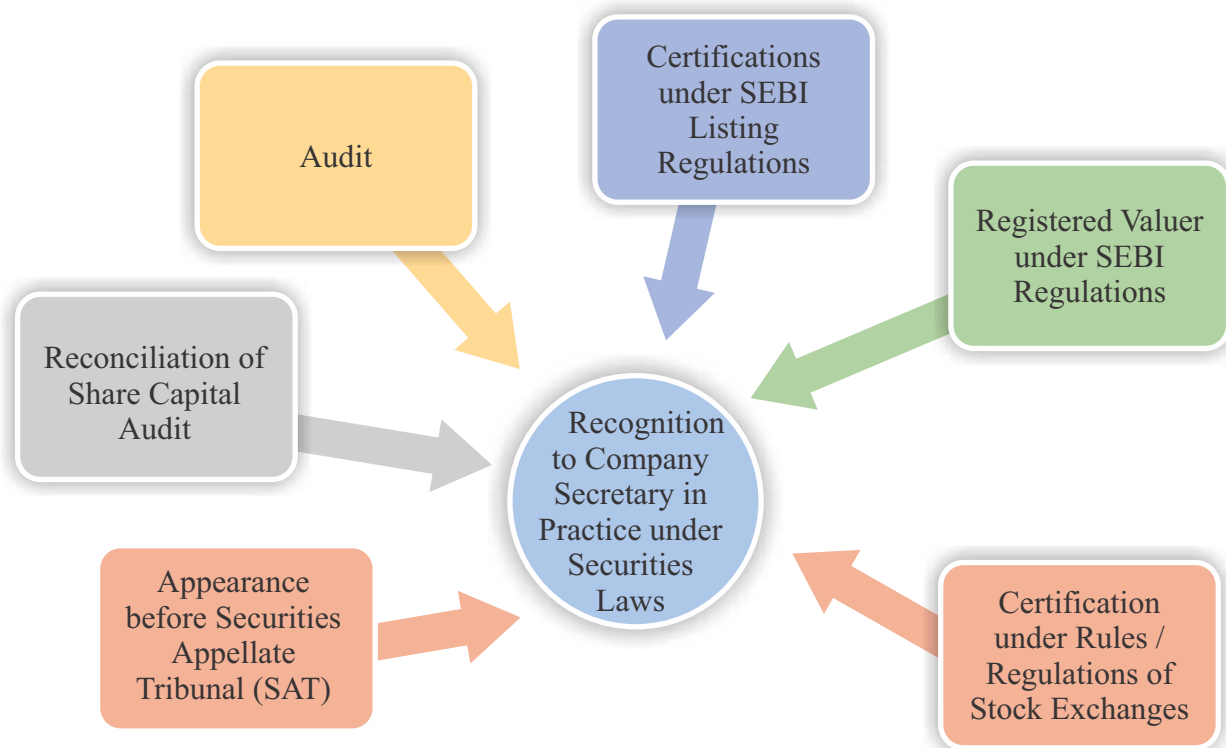 Certifications
under SEBI
Listing
Regulations
Audit
Registered Valuer
under SEBI
Regulations
Reconciliation of
Share Capital
Audit
Recognition
to Company
Secretary in
Practice under
Securities
Laws
Appearance
before Securities
Appellate
Tribunal (SAT)
Certification
under Rules /
Regulations of
Stock Exchanges